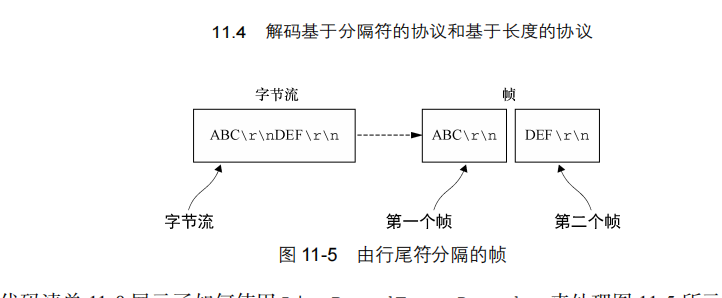 11.4 解码基于分隔符的协议和基于长度的协议
字节流 帧
ABC\r\nDEF\r\n ABC\r\n DEF\r\n
字节流 第一个帧 第二个帧
图 11-5 由行尾符分隔的帧